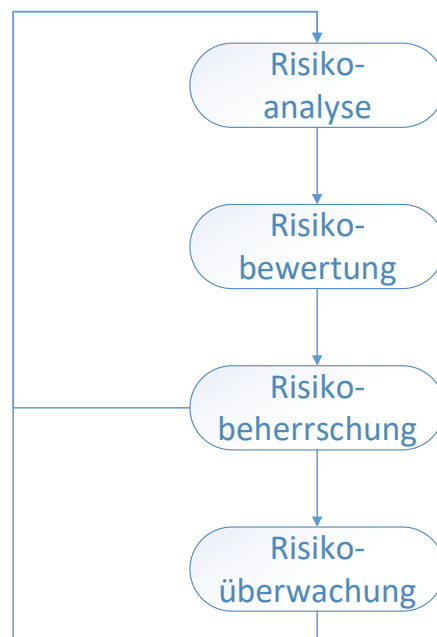 Risiko-
analyse
Risiko-
bewertung
Risiko-
beherrschung
Risiko-
überwachung